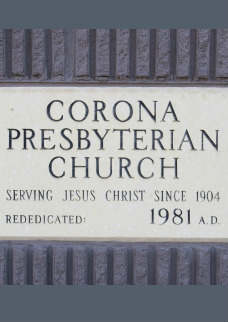 CORONA
PRESBYTERIAN
CHURCH
SERVING JESUS CHRIST SINCE 1904
REDEDICATED: 1981 A.D.